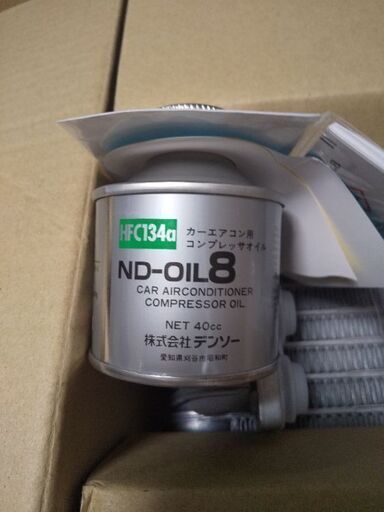 HFC134a
カーエアコン用
コンプレッサオイル
ND-OIL8
CAR AIRCONDITIONER
COMPRESSOR OIL
NET 40cc
株式会社 デンソー
愛知県刈谷市昭和町